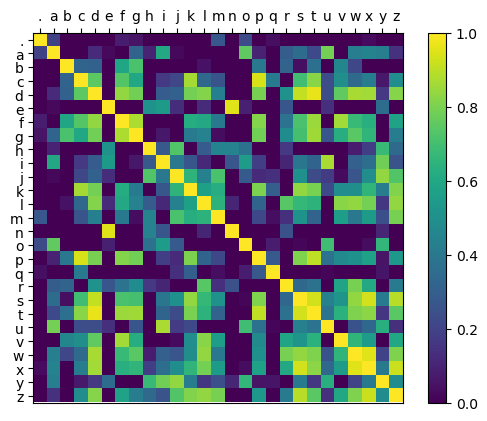 . a b c d e f g h i j k l m n o p q r s t u v w x y z
.
a
b
c
d
e
f
g
h
i
j
k
l
m
n
o
p
q
r
s
t
u
v
w
x
y
z
1.0
0.8
0.6
0.4
0.2
0.0